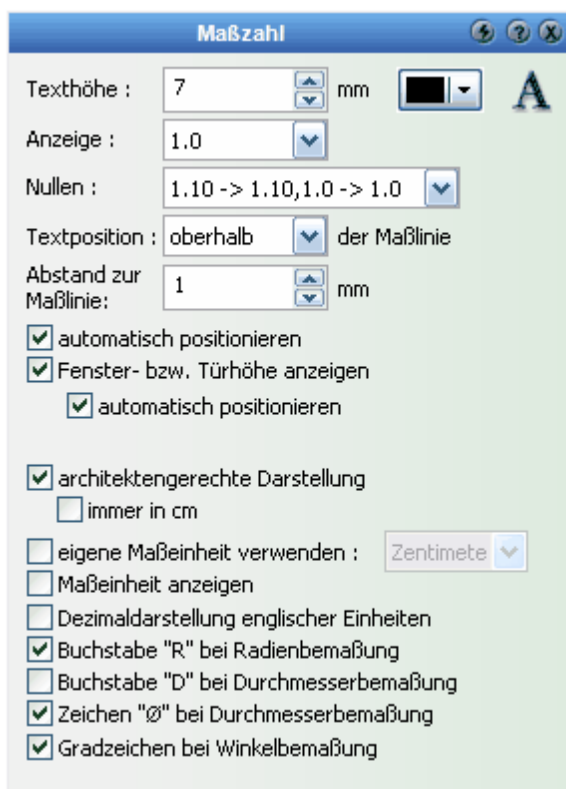 Maßzahl
Texthöhe : 7 mm A
Anzeige : 1.0
Nullen : 1.10 -> 1.10,1.0 -> 1.0
Textposition : oberhalb der Maßlinie
Abstand zur
Maßlinie: 1 mm
automatisch positionieren
Fenster- bzw. Türhöhe anzeigen
automatisch positionieren
architektengerechte Darstellung
immer in cm
eigene Maßeinheit verwenden : Zentimete
Maßeinheit anzeigen
Dezimaldarstellung englischer Einheiten
Buchstabe "R" bei Radienbemaßung
Buchstabe "D" bei Durchmesserbemaßung
Zeichen "Ø" bei Durchmesserbemaßung
Gradzeichen bei Winkelbemaßung